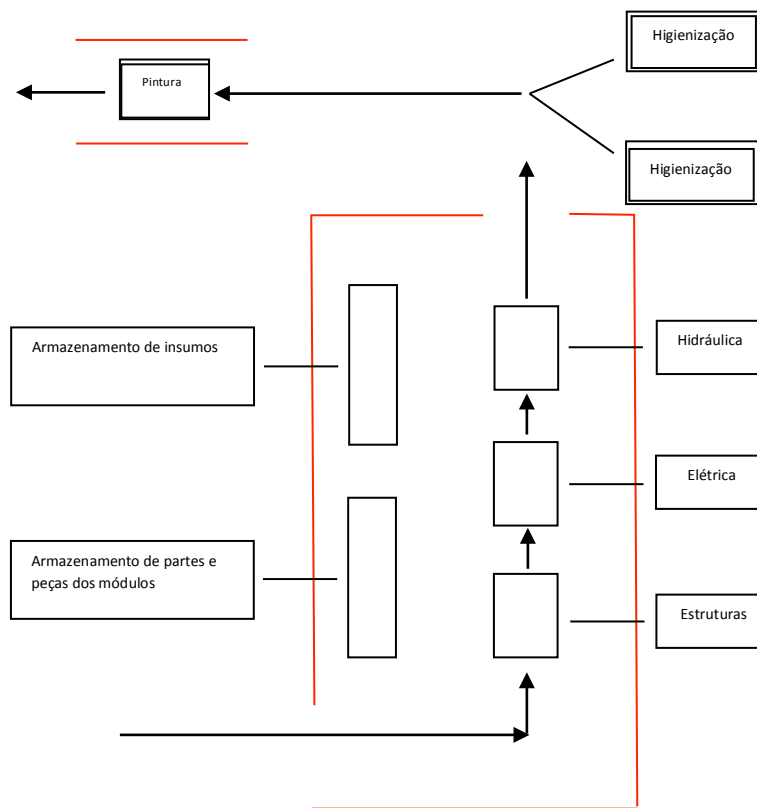 Higienização
Pintura
Higienização
Armazenamento de insumos
Hidráulica
Elétrica
Armazenamento de partes e
peças dos módulos
Estruturas